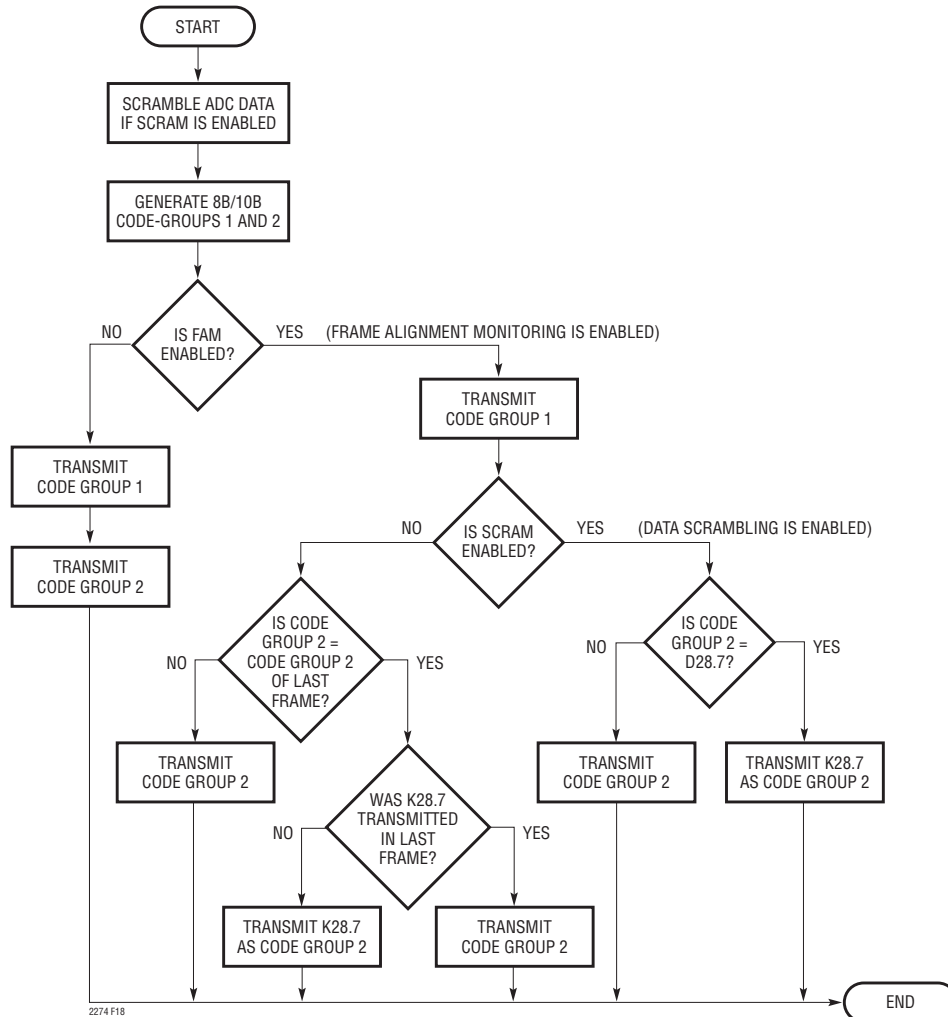 START
SCRAMBLE ADC DATA
IF SCRAM IS ENABLED
GENERATE 8B/10B
CODE-GROUPS 1 AND 2
IS FAM
ENABLED?
NO
YES
(FRAME ALIGNMENT MONITORING IS ENABLED)
TRANSMIT
CODE GROUP 1
TRANSMIT
CODE GROUP 2
TRANSMIT
CODE GROUP 1
IS SCRAM
ENABLED?
NO
YES
(DATA SCRAMBLING IS ENABLED)
IS CODE
GROUP 2 =
CODE GROUP 2
OF LAST
FRAME?
NO
YES
IS CODE
GROUP 2 =
D28.7?
NO
YES
TRANSMIT
CODE GROUP 2
WAS K28.7
TRANSMITTED
IN LAST
FRAME?
NO
YES
TRANSMIT
CODE GROUP 2
TRANSMIT K28.7
AS CODE GROUP 2
TRANSMIT K28.7
AS CODE GROUP 2
TRANSMIT
CODE GROUP 2
END
2274 F18